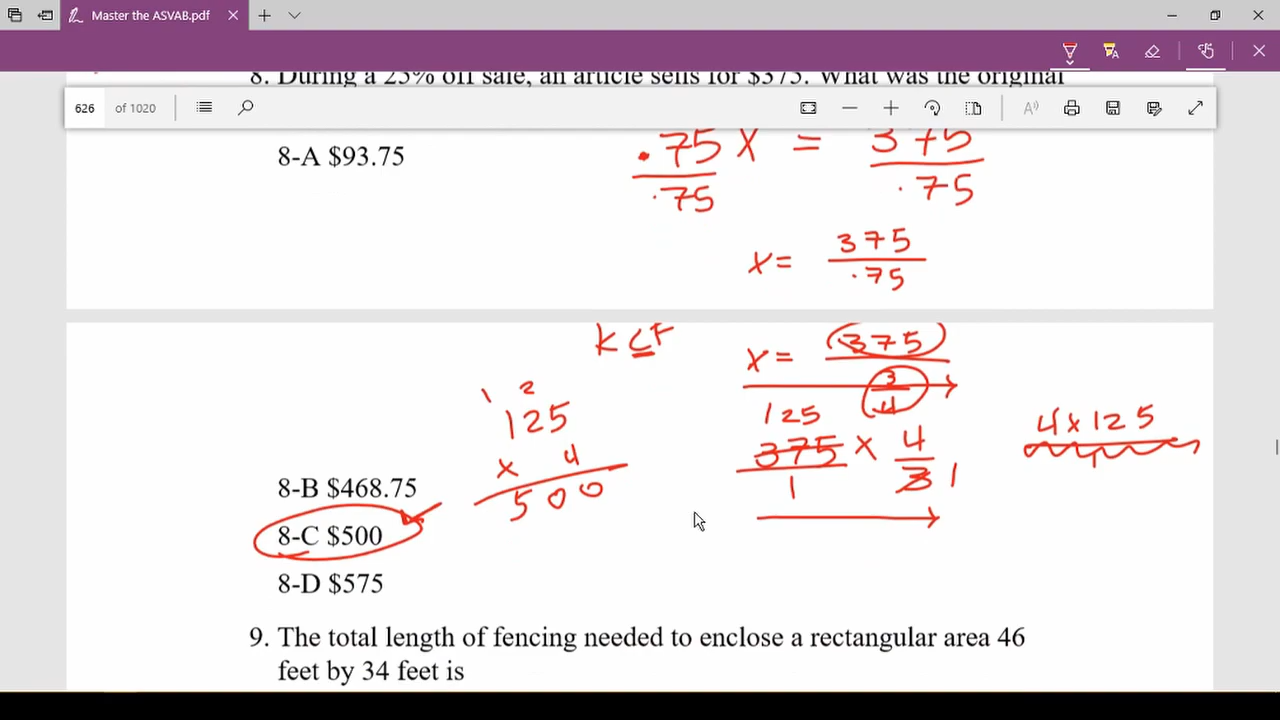 Master the ASVAB.pdf
8. During a 25% off sale, an article sells for $375. What was the original
626 of 1020
8-A $93.75
.75 X = 375
.75 .75
x = 375
.75
K C F
x = 375
3
4
1 2
125
x 4
500
125
375 x 4
1 3 1
4 x 125
8-B $468.75
8-C $500
8-D $575
9. The total length of fencing needed to enclose a rectangular area 46
feet by 34 feet is